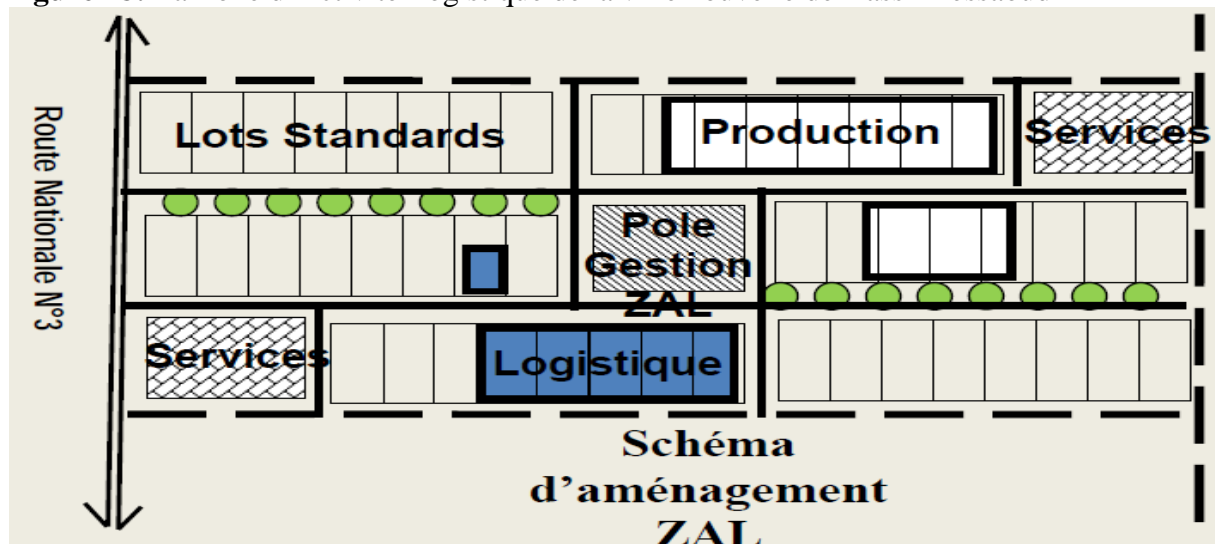 Route Nationale N°3
Lots Standards
Production
Services
Pole
Gestion
ZAL
Services
Logistique
Schéma
d’aménagement
ZAL